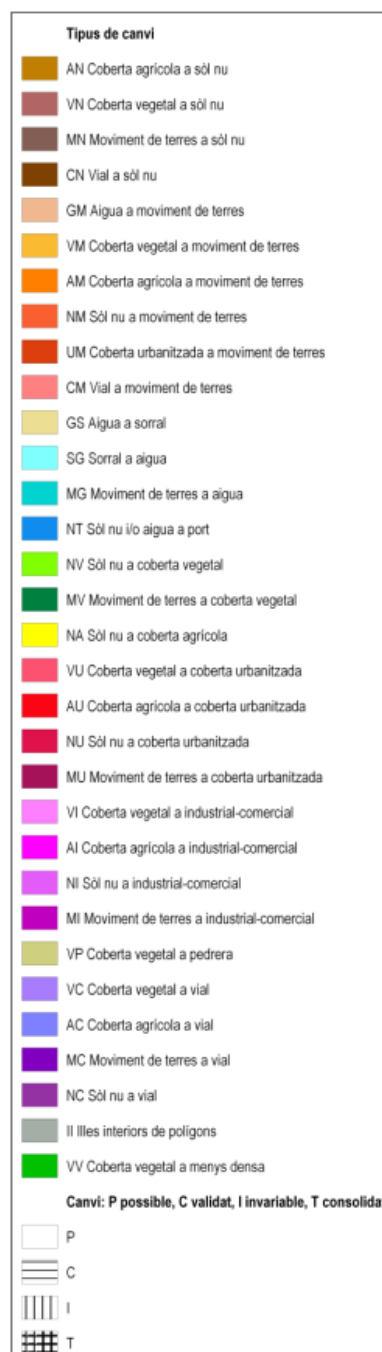 Tipus de canvi
AN Coberta agrícola a sòl nu
VN Coberta vegetal a sòl nu
MN Moviment de terres a sòl nu
CN Vial a sòl nu
GM Aigua a moviment de terres
VM Coberta vegetal a moviment de terres
AM Coberta agrícola a moviment de terres
NM Sòl nu a moviment de terres
UM Coberta urbanitzada a moviment de terres
CM Vial a moviment de terres
GS Aigua a sorral
SG Sorral a aigua
MG Moviment de terres a aigua
NT Sòl nu i/o aigua a port
NV Sòl nu a coberta vegetal
MV Moviment de terres a coberta vegetal
NA Sòl nu a coberta agrícola
VU Coberta vegetal a coberta urbanitzada
AU Coberta agrícola a coberta urbanitzada
NU Sòl nu a coberta urbanitzada
MU Moviment de terres a coberta urbanitzada
VI Coberta vegetal a industrial-comercial
AI Coberta agrícola a industrial-comercial
NI Sòl nu a industrial-comercial
MI Moviment de terres a industrial-comercial
VP Coberta vegetal a pedrera
VC Coberta vegetal a vial
AC Coberta agrícola a vial
MC Moviment de terres a vial
NC Sòl nu a vial
II Illes interiors de polígons
VV Coberta vegetal a menys densa
Canvi: P possible, C validat, I invariable, T consolida
P
C
I
T